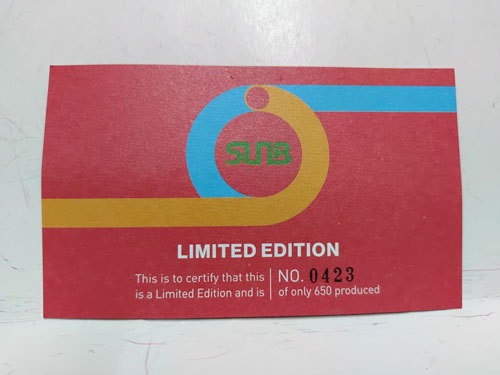 SUNB
LIMITED EDITION
This is to certify that this
is a Limited Edition and is
NO. 0423
of only 650 produced